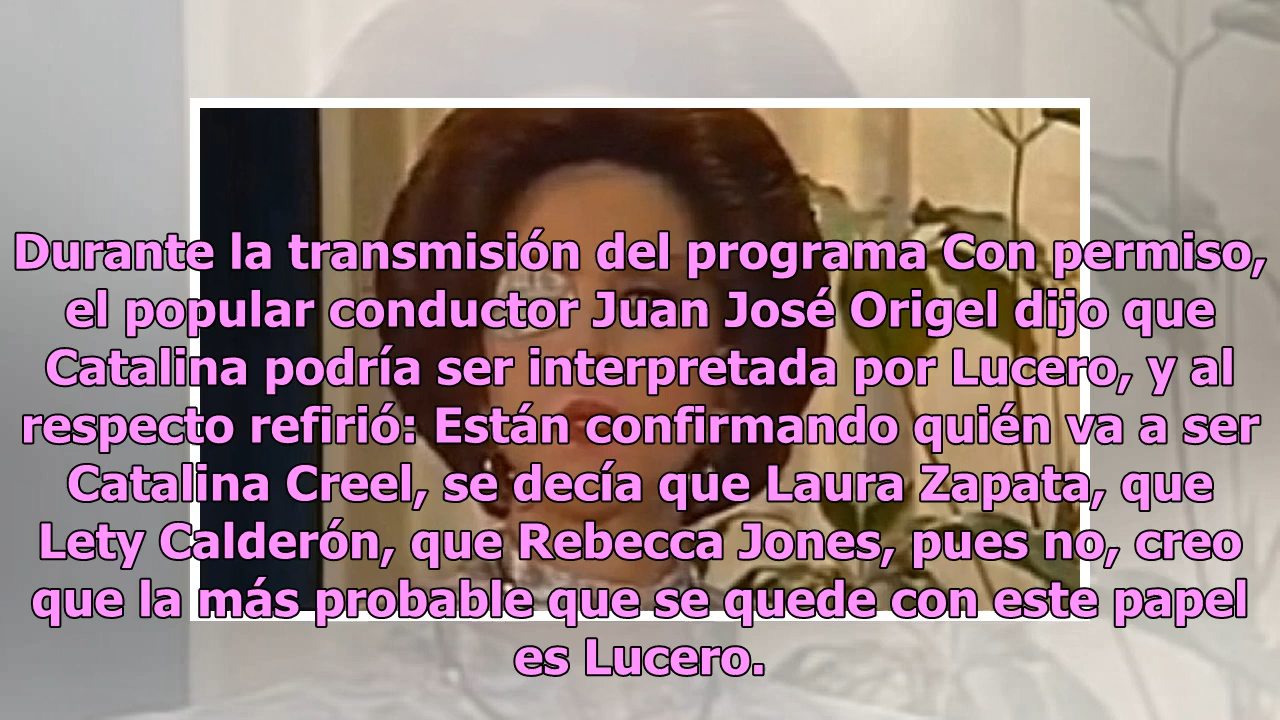 Durante la transmisión del programa Con permiso,
el popular conductor Juan José Origel dijo que
Catalina podría ser interpretada por Lucero, y al
respecto refirió: Están confirmando quién va a ser
Catalina Creel, se decía que Laura Zapata, que
Lety Calderón, que Rebecca Jones, pues no, creo
que la más probable que se quede con este papel
es Lucero.